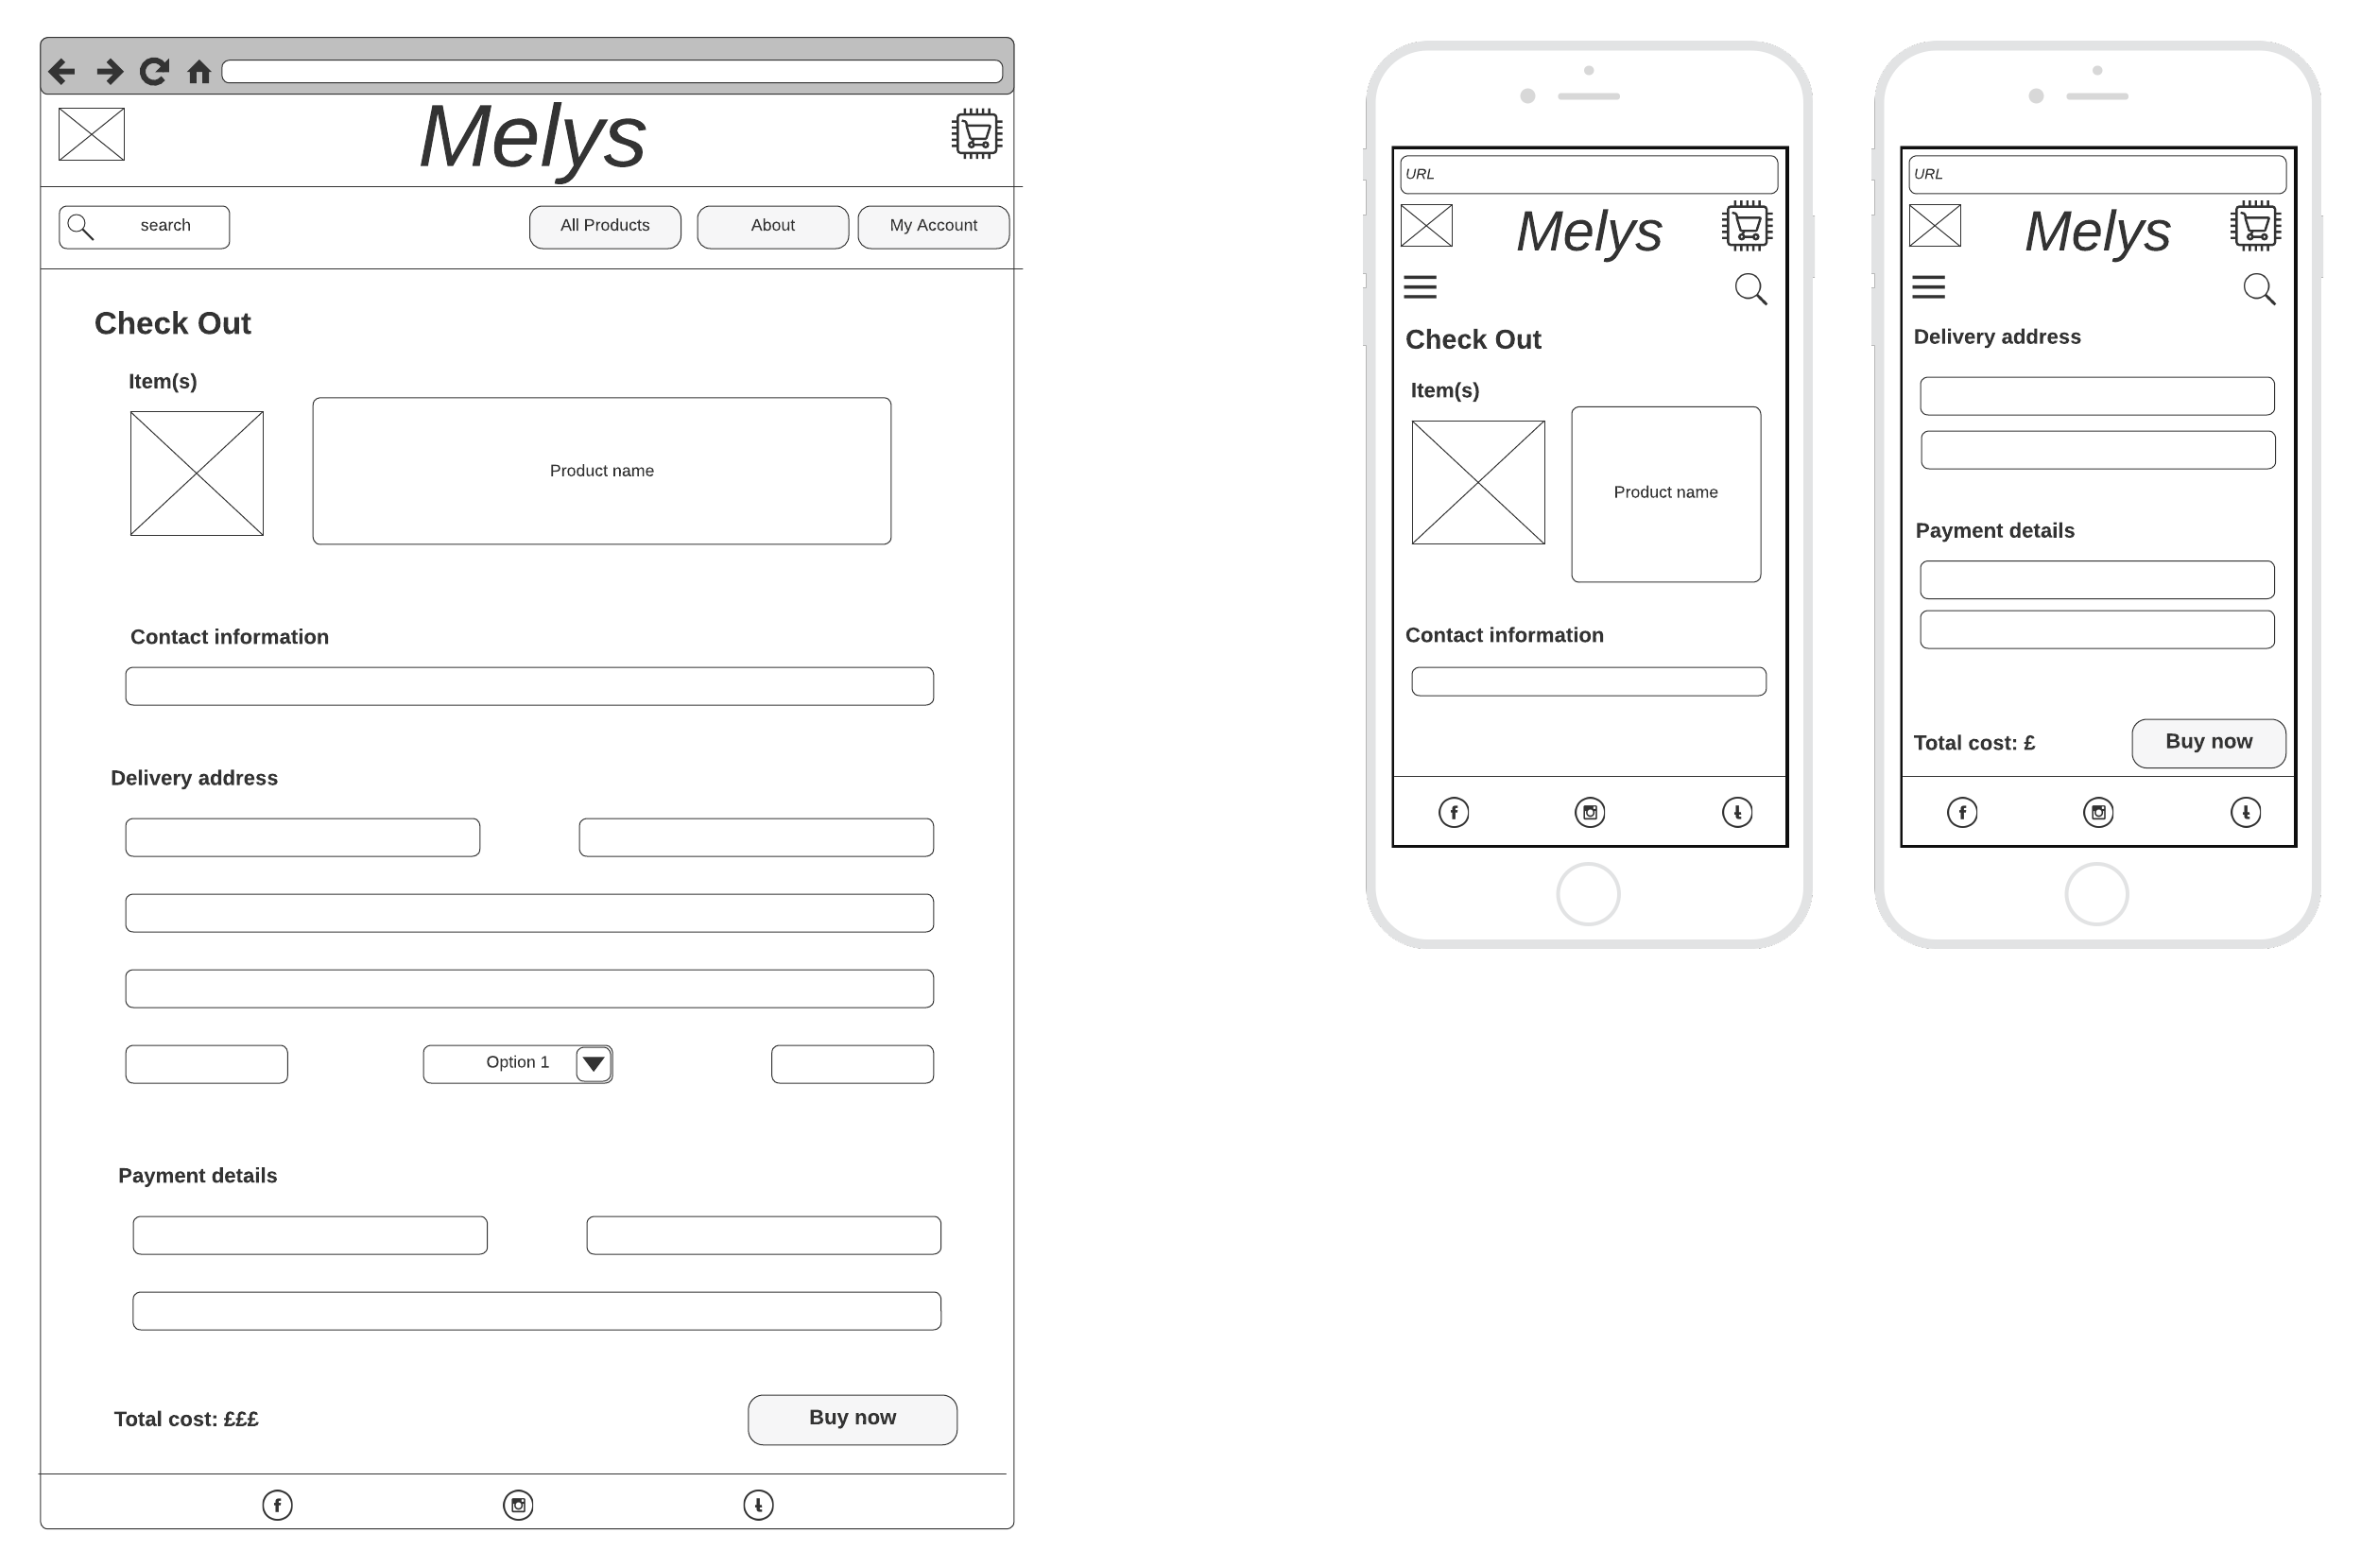 Melys
search
All Products
About
My Account
Check Out
Item(s)
Product name
Contact information
Delivery address
Option 1
Payment details
Total cost: £££
Buy now
URL
Melys
Check Out
Item(s)
Product name
Contact information
URL
Melys
Delivery address
Payment details
Total cost: £
Buy now